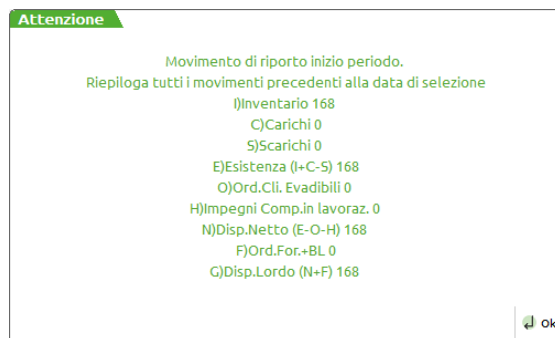 Attenzione
Movimento di riporto inizio periodo.
Riepiloga tutti i movimenti precedenti alla data di selezione
I)Inventario 168
C)Carichi 0
S)Scarichi 0
E)Esistenza (I+C-S) 168
O)Ord.Cli. Evadibili 0
H)Impegni Comp.in lavoraz. 0
N)Disp.Netto (E-O-H) 168
F)Ord.For.+BL 0
G)Disp.Lordo (N+F) 168
Ok